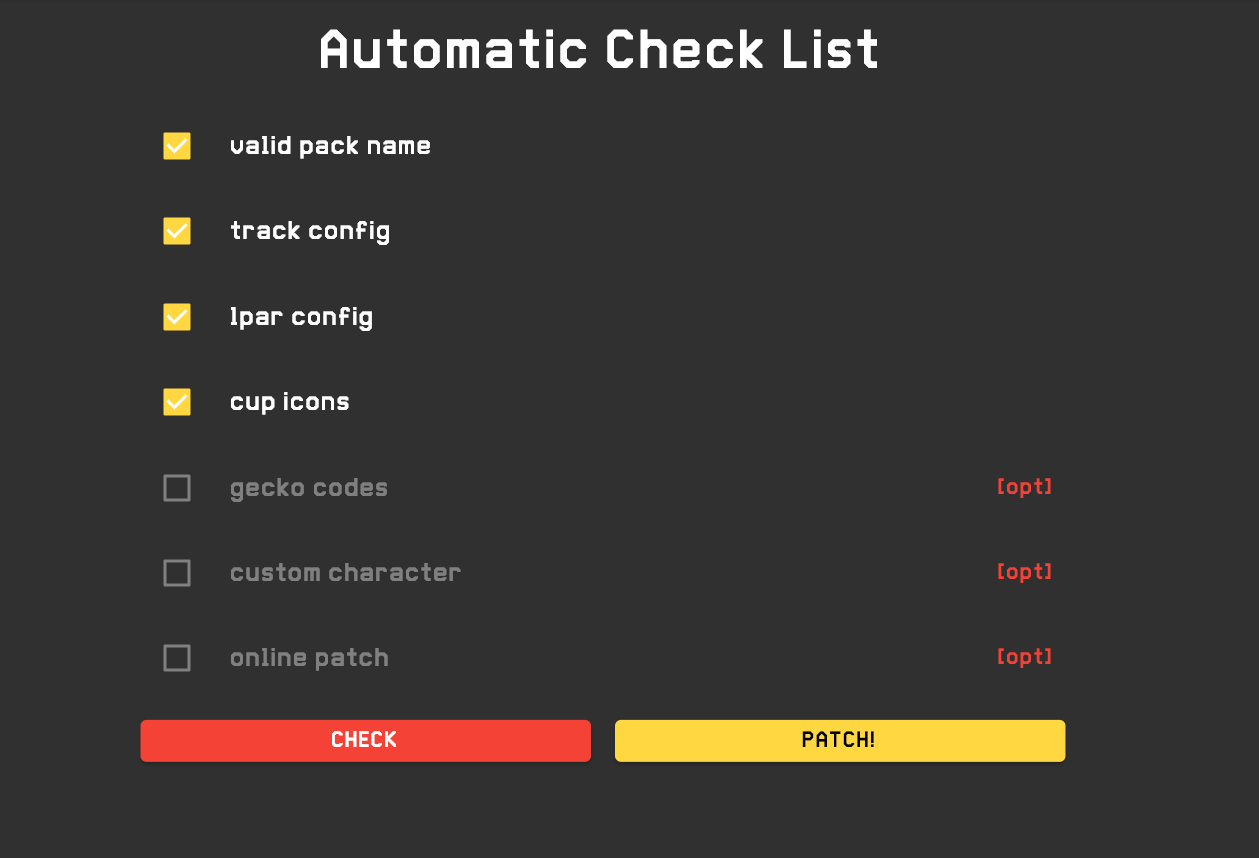 Automatic Check List
valid pack name
track config
lpar config
cup icons
gecko codes [opt]
custom character [opt]
online patch [opt]
CHECK PATCH!